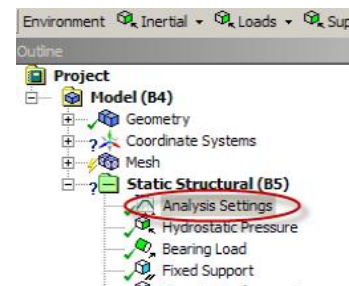 Environment Inertial Loads Sup
Outline
Project
Model (B4)
Geometry
Coordinate Systems
Mesh
Static Structural (B5)
Analysis Settings
Hydrostatic Pressure
Bearing Load
Fixed Support